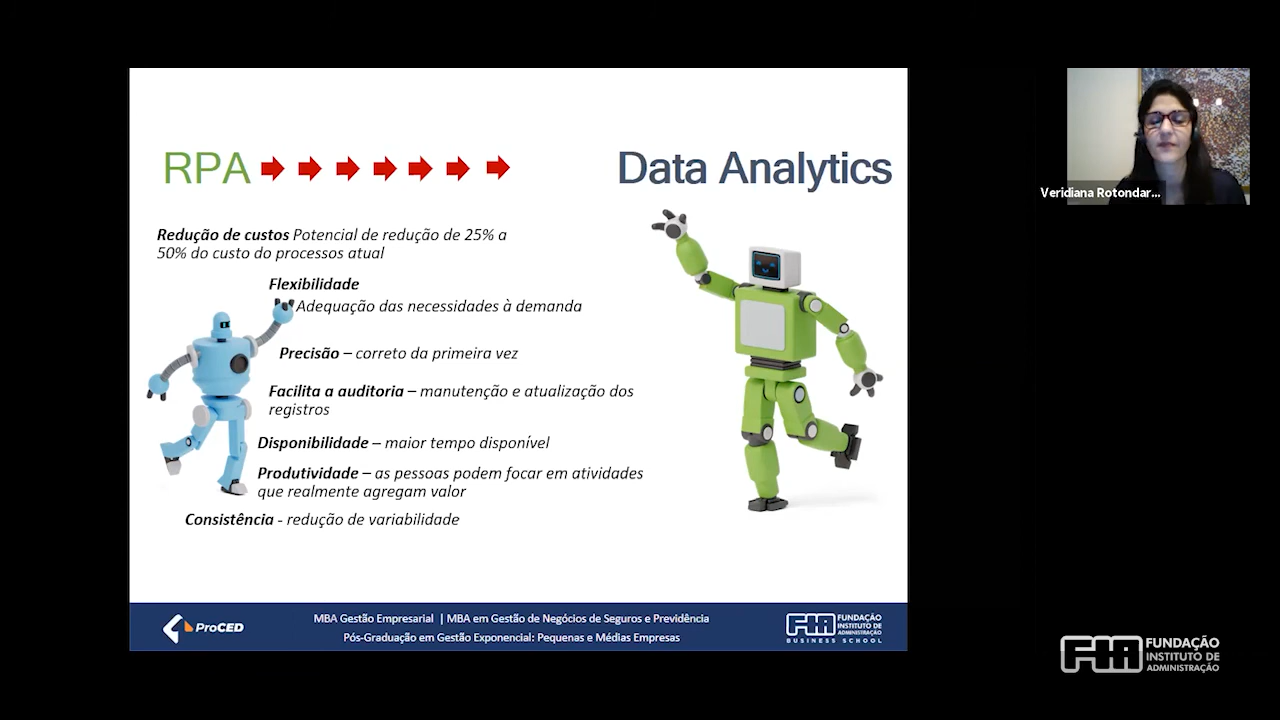 RPA
Data Analytics
Redução de custos Potencial de redução de 25% a
50% do custo do processos atual
Flexibilidade
Adequação das necessidades à demanda
Precisão – correto da primeira vez
Facilita a auditoria – manutenção e atualização dos
registros
Disponibilidade – maior tempo disponível
Produtividade – as pessoas podem focar em atividades
que realmente agregam valor
Consistência - redução de variabilidade
ProCED
MBA Gestão Empresarial | MBA em Gestão de Negócios de Seguros e Previdência
Pós-Graduação em Gestão Exponencial: Pequenas e Médias Empresas
FIA FUNDAÇÃO
INSTITUTO DE
ADMINISTRAÇÃO
BUSINESS SCHOOL
Veridiana Rotondar...
FIA FUNDAÇÃO
INSTITUTO DE
ADMINISTRAÇÃO